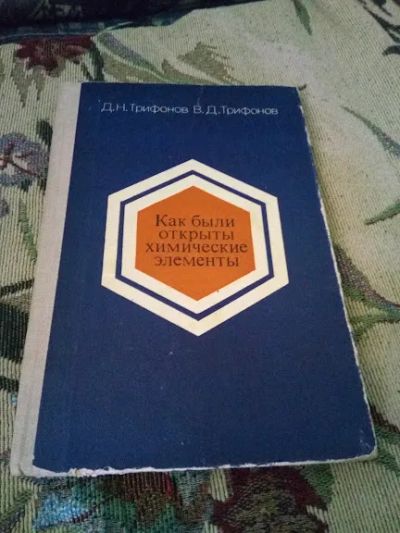 Д.Н.Трифонов В.Д.Трифонов
Как были
открыты
химические
элементы